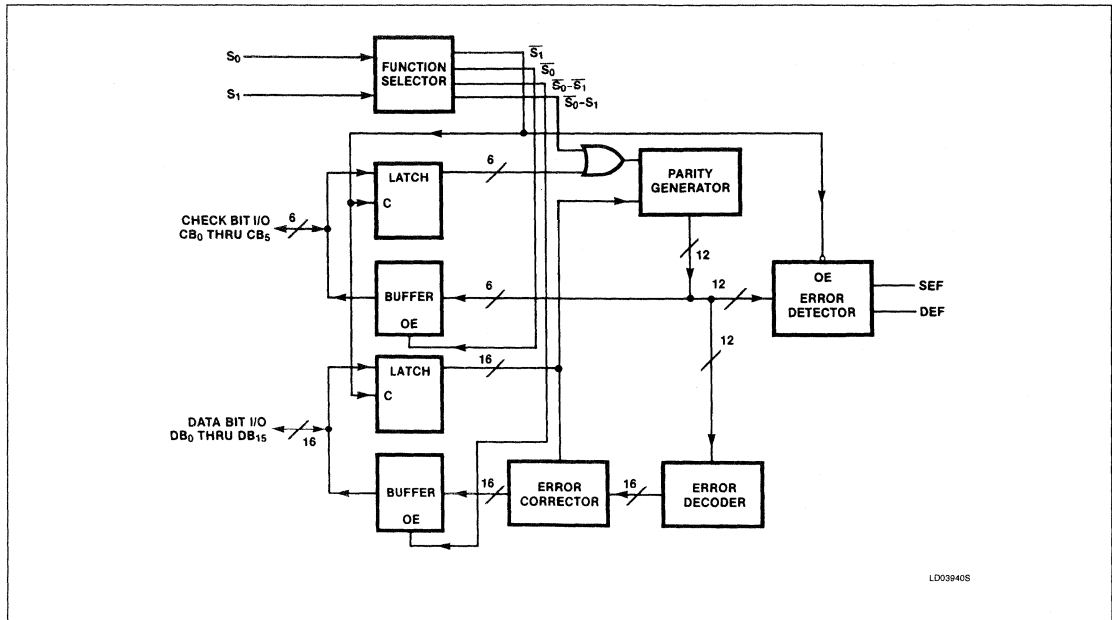 S₀
S₁
FUNCTION
SELECTOR
S̅₁
S̅₀
S̅₀-S̅₁
S̅₀-S₁
LATCH
C
6
PARITY
GENERATOR
CHECK BIT I/O
CB₀ THRU CB₅
6
12
BUFFER
OE
6
12
OE
ERROR
DETECTOR
SEF
DEF
12
LATCH
C
16
DATA BIT I/O
DB₀ THRU DB₁₅
16
BUFFER
OE
16
ERROR
CORRECTOR
16
ERROR
DECODER
LD03940S